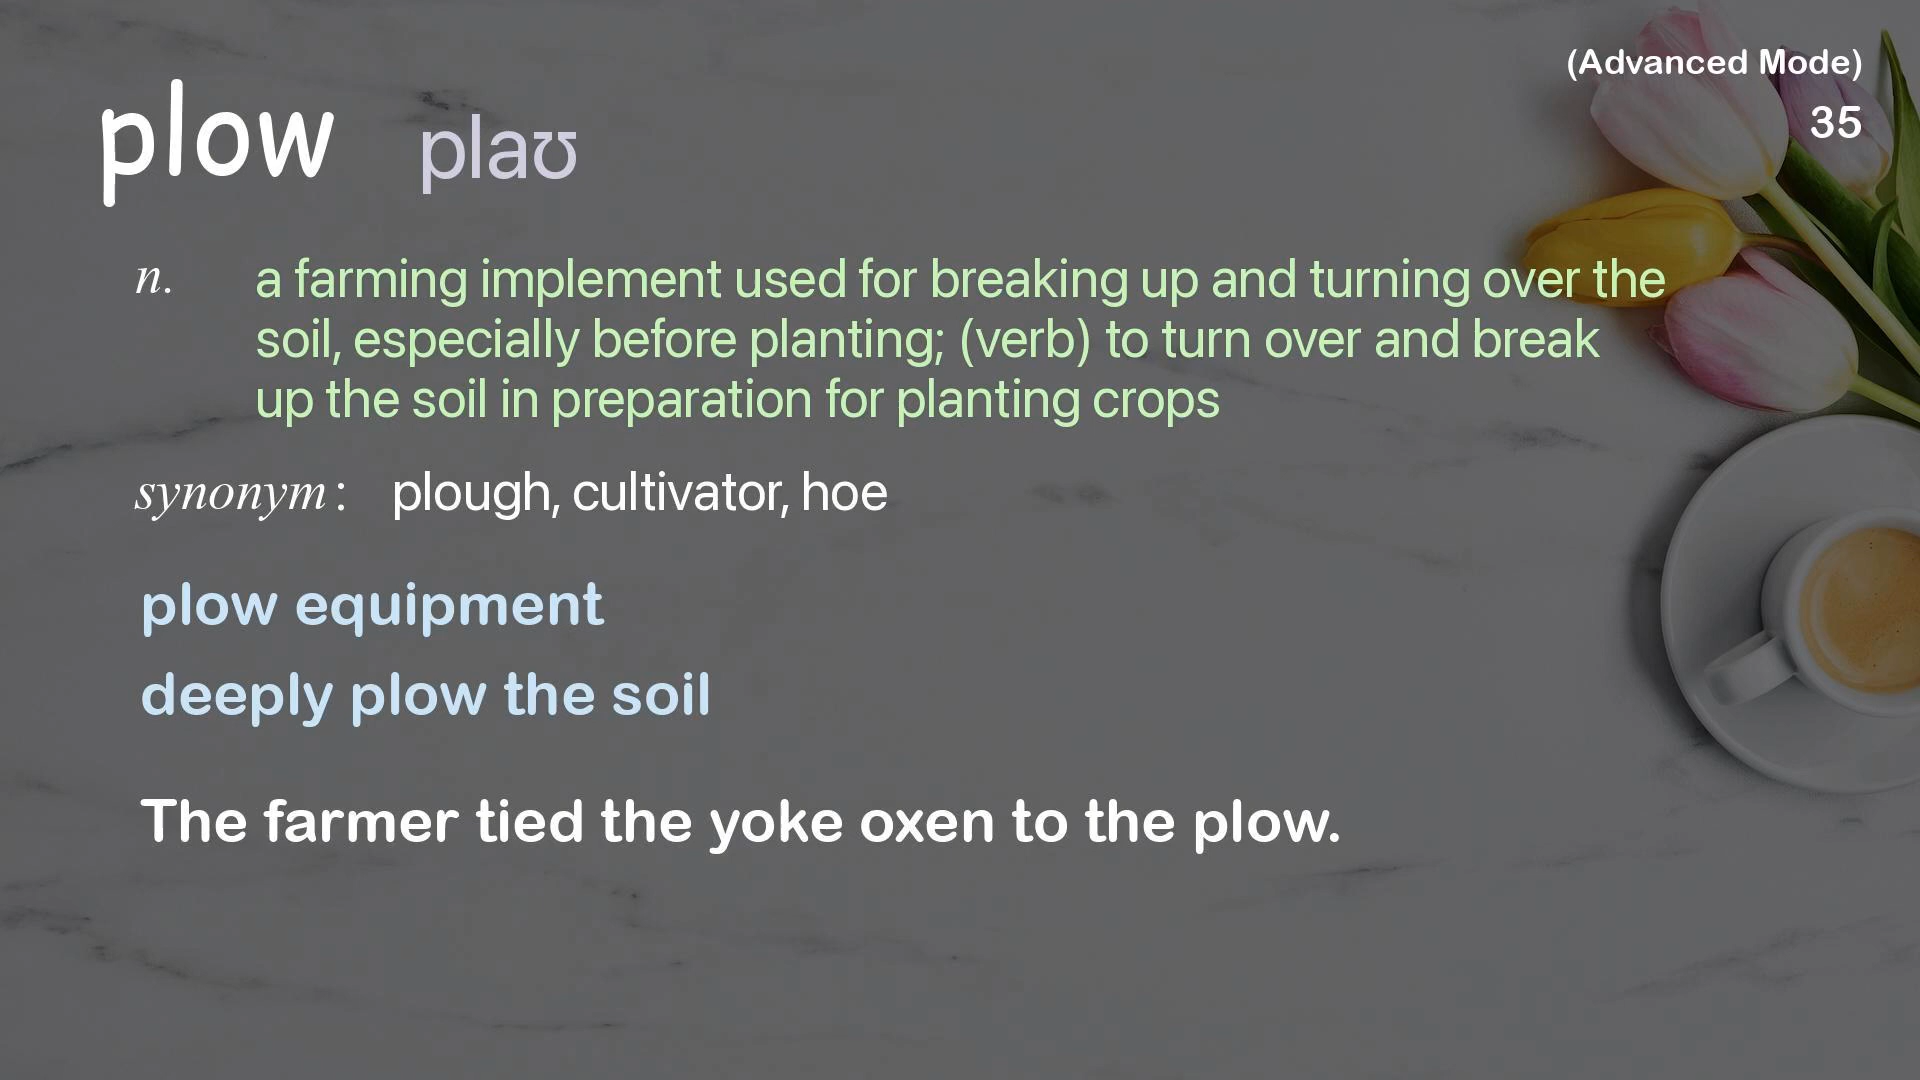 (Advanced Mode)
plow plaʊ
35
n. a farming implement used for breaking up and turning over the
soil, especially before planting; (verb) to turn over and break
up the soil in preparation for planting crops
synonym: plough, cultivator, hoe
plow equipment
deeply plow the soil
The farmer tied the yoke oxen to the plow.